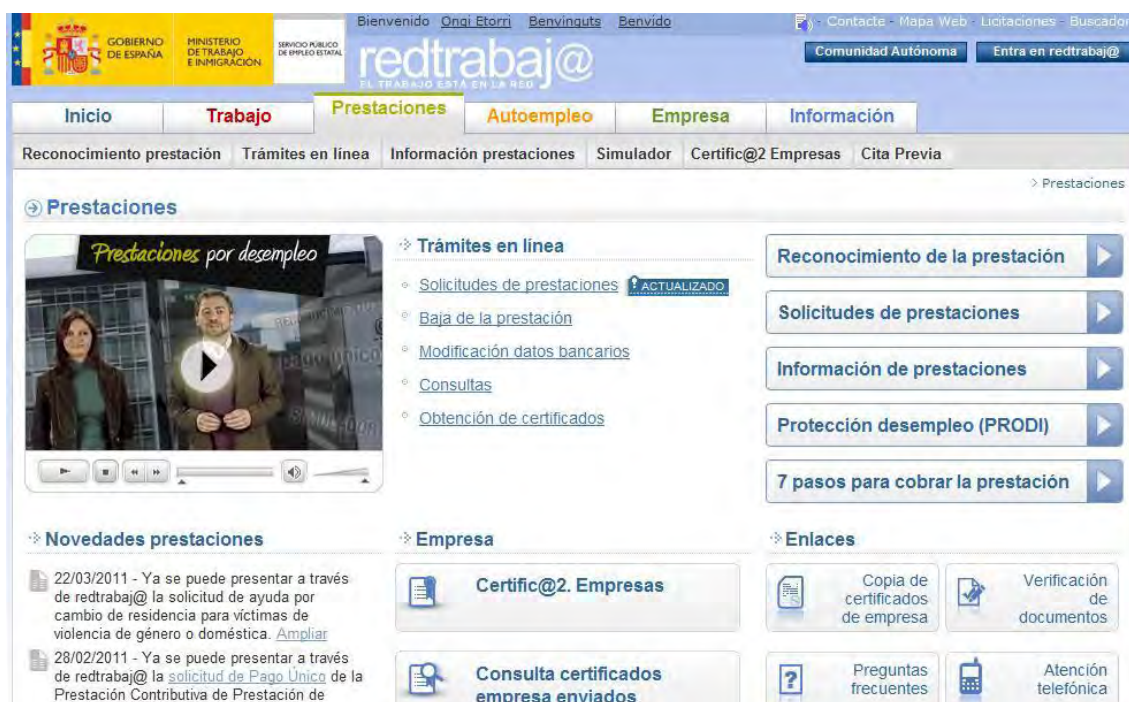 Bienvenido Ongi Etorri Benvinguts Benvido
Contacte - Mapa Web - Licitaciones - Buscador
GOBIERNO
DE ESPAÑA
MINISTERIO
DE TRABAJO
E INMIGRACIÓN
SERVICIO PÚBLICO
DE EMPLEO ESTATAL
redtrabaj@
EL TRABAJO ESTÁ EN LA RED
Comunidad Autónoma
Entra en redtrabaj@
Inicio Trabajo Prestaciones Autoempleo Empresa Información
Reconocimiento prestación Trámites en línea Información prestaciones Simulador Certific@2 Empresas Cita Previa
> Prestaciones
Prestaciones
Prestaciones por desempleo
pago único
SIMULADOR
Trámites en línea
Solicitudes de prestaciones ACTUALIZADO
Baja de la prestación
Modificación datos bancarios
Consultas
Obtención de certificados
Reconocimiento de la prestación
Solicitudes de prestaciones
Información de prestaciones
Protección desempleo (PRODI)
7 pasos para cobrar la prestación
Novedades prestaciones
22/03/2011 - Ya se puede presentar a través
de redtrabaj@ la solicitud de ayuda por
cambio de residencia para víctimas de
violencia de género o doméstica. Ampliar
28/02/2011 - Ya se puede presentar a través
de redtrabaj@ la solicitud de Pago Único de la
Prestación Contributiva de Prestación de
Empresa
Certific@2. Empresas
Consulta certificados
empresa enviados
Enlaces
Copia de
certificados
de empresa
Verificación
de
documentos
Preguntas
frecuentes
Atención
telefónica